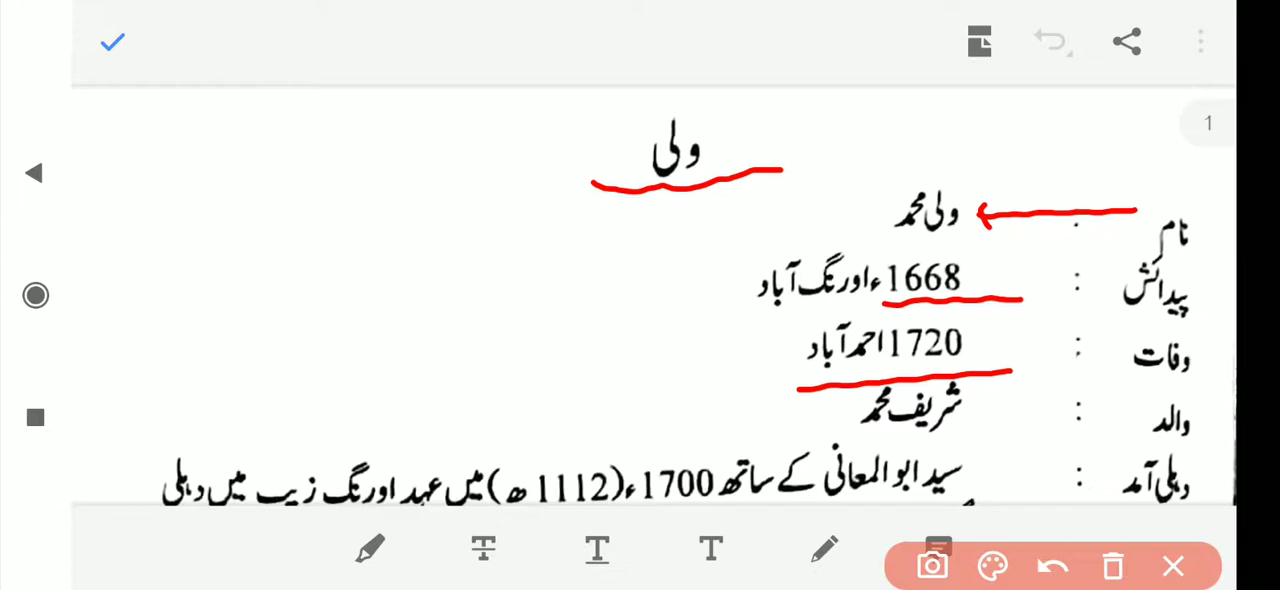 1
ولی
نام : ولی محمد
پیدائش : 1668ء اورنگ آباد
وفات : 1720 احمد آباد
والد : شریف محمد
دہلی آمد : سید ابوالمعانی کے ساتھ 1700ء (1112ھ) میں عہد اورنگ زیب میں دہلی
T T T